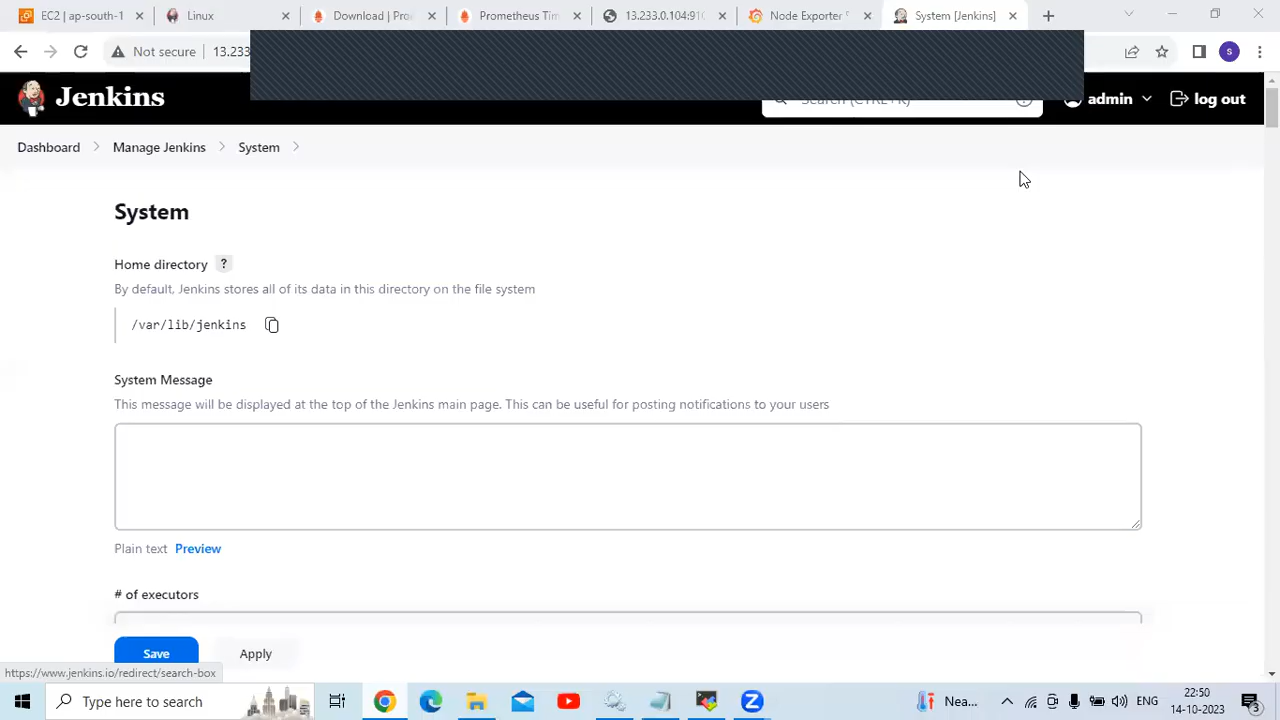 EC2 | ap-south-1
Linux
Download | Pro
Prometheus Tim
13.233.0.104:910
Node Exporter
System [Jenkins]
Not secure
13.233
Jenkins
Search (CTRL+K)
admin
log out
Dashboard
Manage Jenkins
System
System
Home directory ?
By default, Jenkins stores all of its data in this directory on the file system
/var/lib/jenkins
System Message
This message will be displayed at the top of the Jenkins main page. This can be useful for posting notifications to your users
Plain text Preview
# of executors
Save
Apply
https://www.jenkins.io/redirect/search-box
Type here to search
Nea...
ENG
22:50
14-10-2023
3